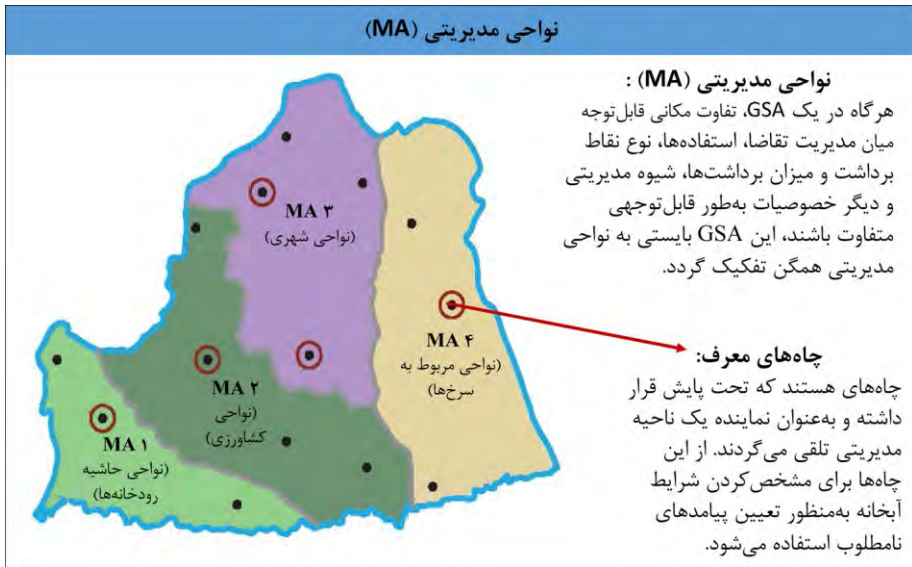 نواحی مدیریتی (MA)
نواحی مدیریتی (MA) :
هرگاه در یک GSA، تفاوت مکانی قابل‌توجه
میان مدیریت تقاضا، استفاده‌ها، نوع نقاط
برداشت و میزان برداشت‌ها، شیوه مدیریتی
و دیگر خصوصیات به‌طور قابل‌توجهی
متفاوت باشند، این GSA بایستی به نواحی
مدیریتی همگن تفکیک گردد.
چاه‌های معرف:
چاه‌های هستند که تحت پایش قرار
داشته و به‌عنوان نماینده یک ناحیه
مدیریتی تلقی می‌گردند. از این
چاه‌ها برای مشخص‌کردن شرایط
آبخانه به‌منظور تعیین پیامدهای
نامطلوب استفاده می‌شود.
MA ۳
(نواحی شهری)
MA ۴
(نواحی مربوط به
سرخ‌ها)
MA ۲
(نواحی
کشاورزی)
MA ۱
(نواحی حاشیه
رودخانه‌ها)